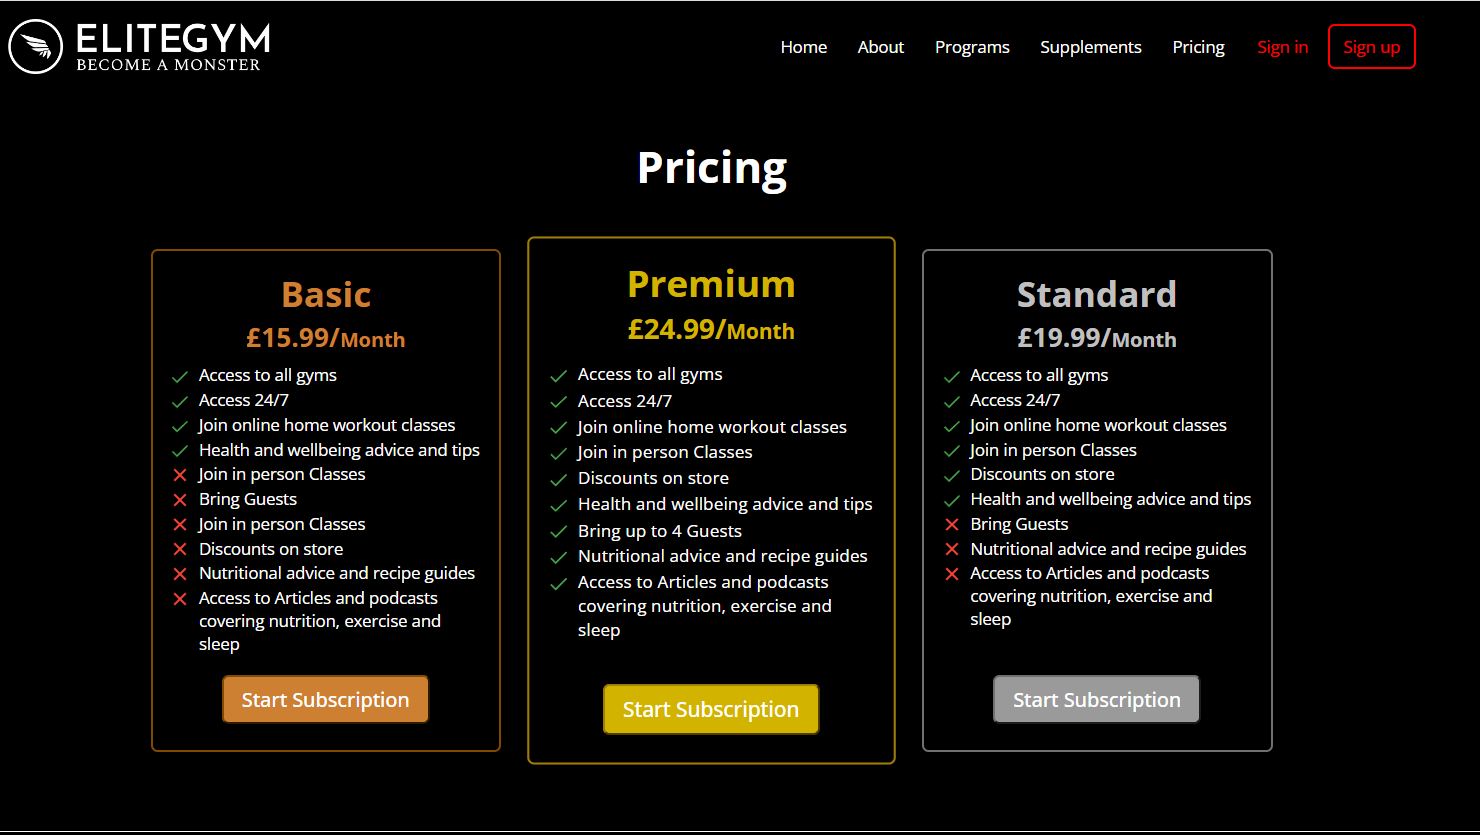 ELITEGYM
BECOME A MONSTER
Home
About
Programs
Supplements
Pricing
Sign in
Sign up
Pricing
Basic
£15.99/Month
Access to all gyms
Access 24/7
Join online home workout classes
Health and wellbeing advice and tips
Join in person Classes
Bring Guests
Join in person Classes
Discounts on store
Nutritional advice and recipe guides
Access to Articles and podcasts
covering nutrition, exercise and
sleep
Start Subscription
Premium
£24.99/Month
Access to all gyms
Access 24/7
Join online home workout classes
Join in person Classes
Discounts on store
Health and wellbeing advice and tips
Bring up to 4 Guests
Nutritional advice and recipe guides
Access to Articles and podcasts
covering nutrition, exercise and
sleep
Start Subscription
Standard
£19.99/Month
Access to all gyms
Access 24/7
Join online home workout classes
Join in person Classes
Discounts on store
Health and wellbeing advice and tips
Bring Guests
Nutritional advice and recipe guides
Access to Articles and podcasts
covering nutrition, exercise and
sleep
Start Subscription